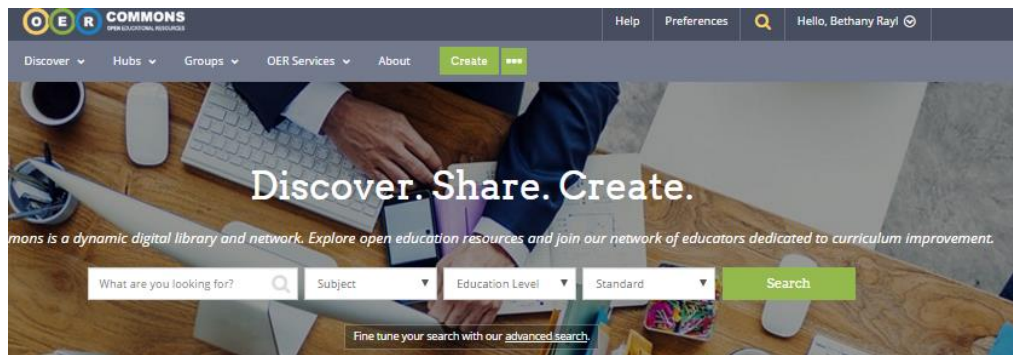 OER COMMONS
OPEN EDUCATIONAL RESOURCES
Help Preferences Hello, Bethany Rayl
Discover Hubs Groups OER Services About Create
Discover. Share. Create.
mons is a dynamic digital library and network. Explore open education resources and join our network of educators dedicated to curriculum improvement.
What are you looking for? Subject Education Level Standard Search
Fine tune your search with our advanced search.